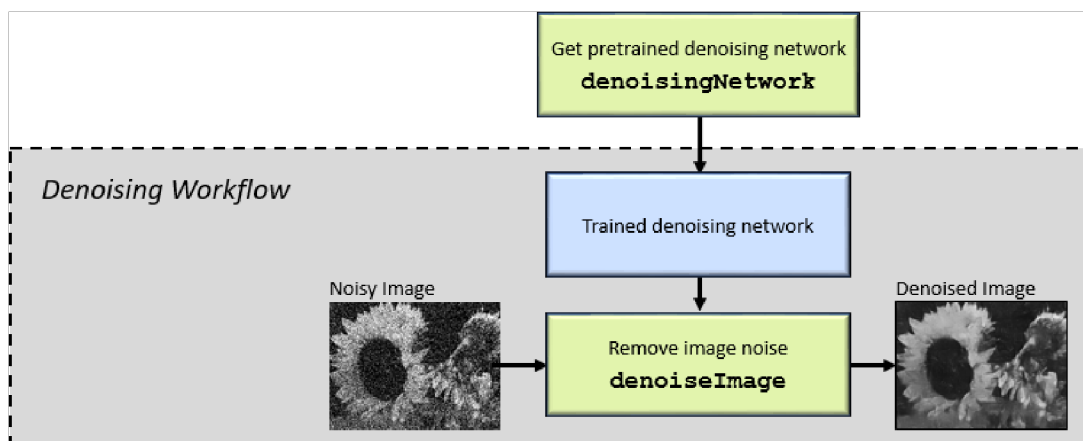 Get pretrained denoising network
denoisingNetwork
Denoising Workflow
Trained denoising network
Noisy Image
Denoised Image
Remove image noise
denoiseImage